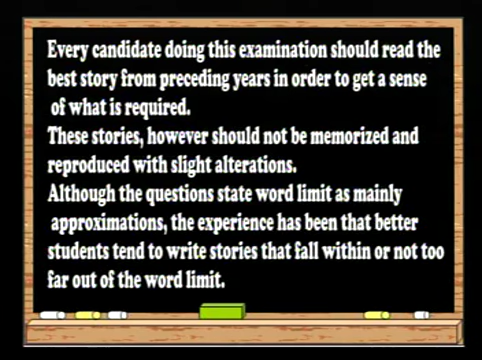 Every candidate doing this examination should read the
best story from preceding years in order to get a sense
of what is required.
These stories, however should not be memorized and
reproduced with slight alterations.
Although the questions state word limit as mainly
approximations, the experience has been that better
students tend to write stories that fall within or not too
far out of the word limit.